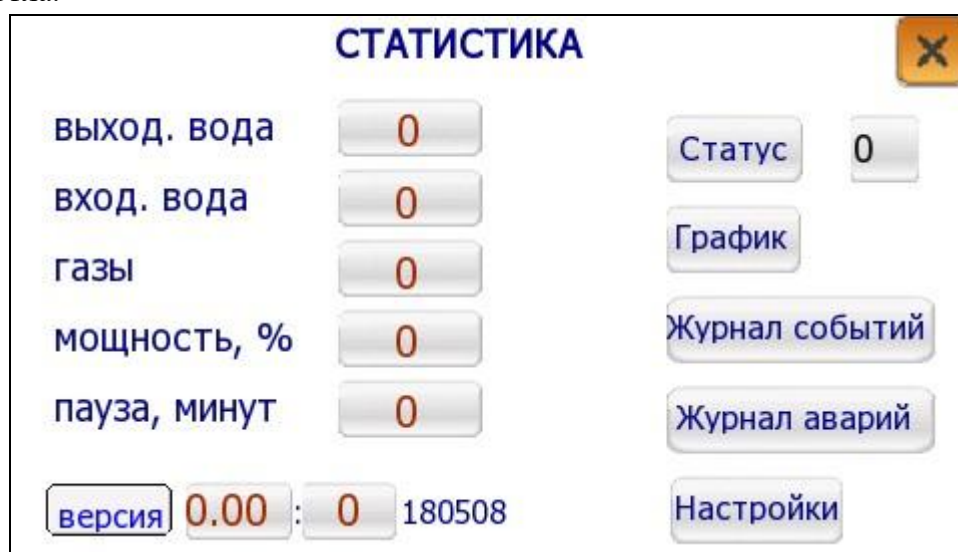 СТАТИСТИКА
выход. вода 0
Статус 0
вход. вода 0
График
газы 0
Журнал событий
мощность, % 0
Журнал аварий
пауза, минут 0
Настройки
версия 0.00 : 0 180508